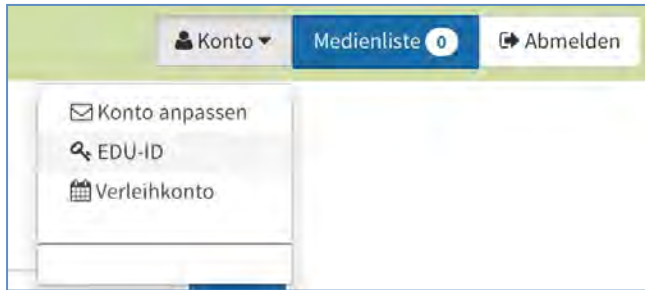 Konto Medienliste 0 Abmelden
Konto anpassen
EDU-ID
Verleihkonto